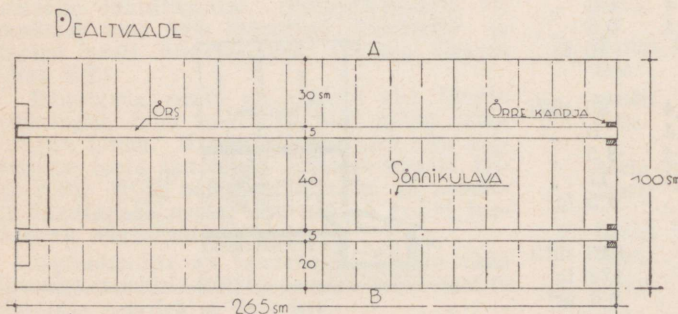 PEALTVAADE
A
30 sm
ÕRS
ÕRRE KANDJA
5
40
SÕNNIKULAVA
100 sm
5
20
B
265 sm